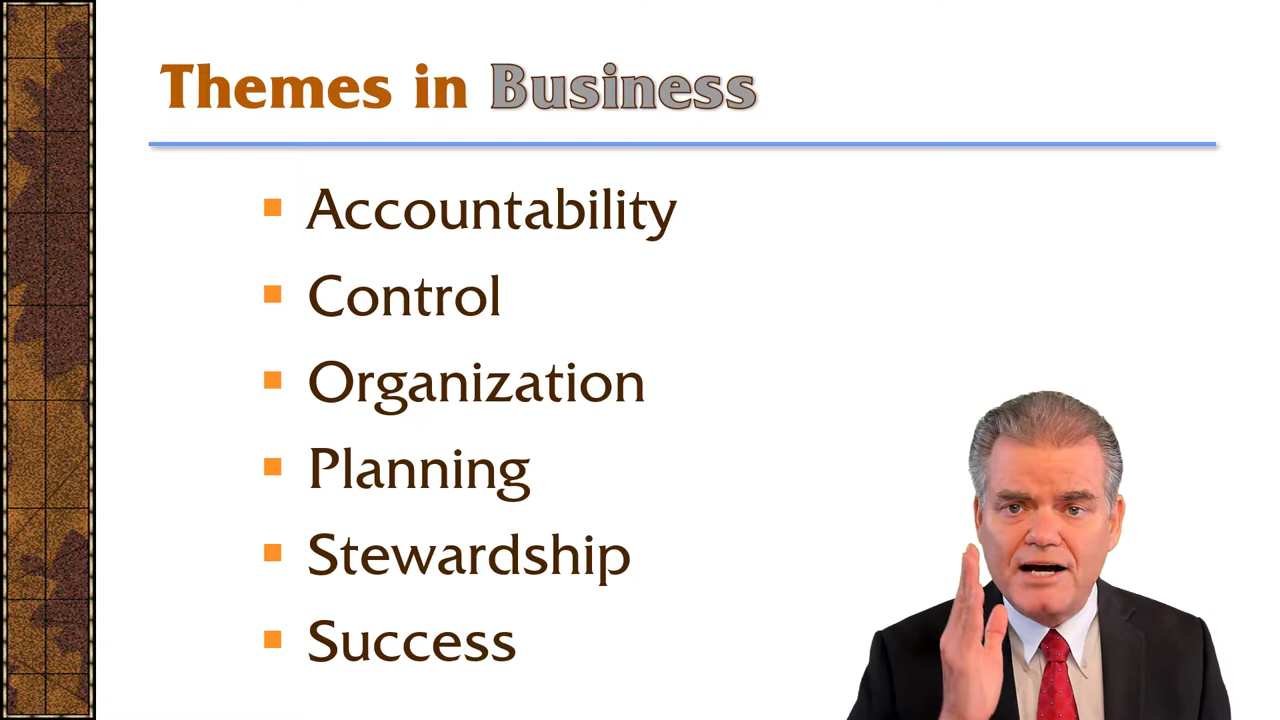 Themes in Business
Accountability
Control
Organization
Planning
Stewardship
Success